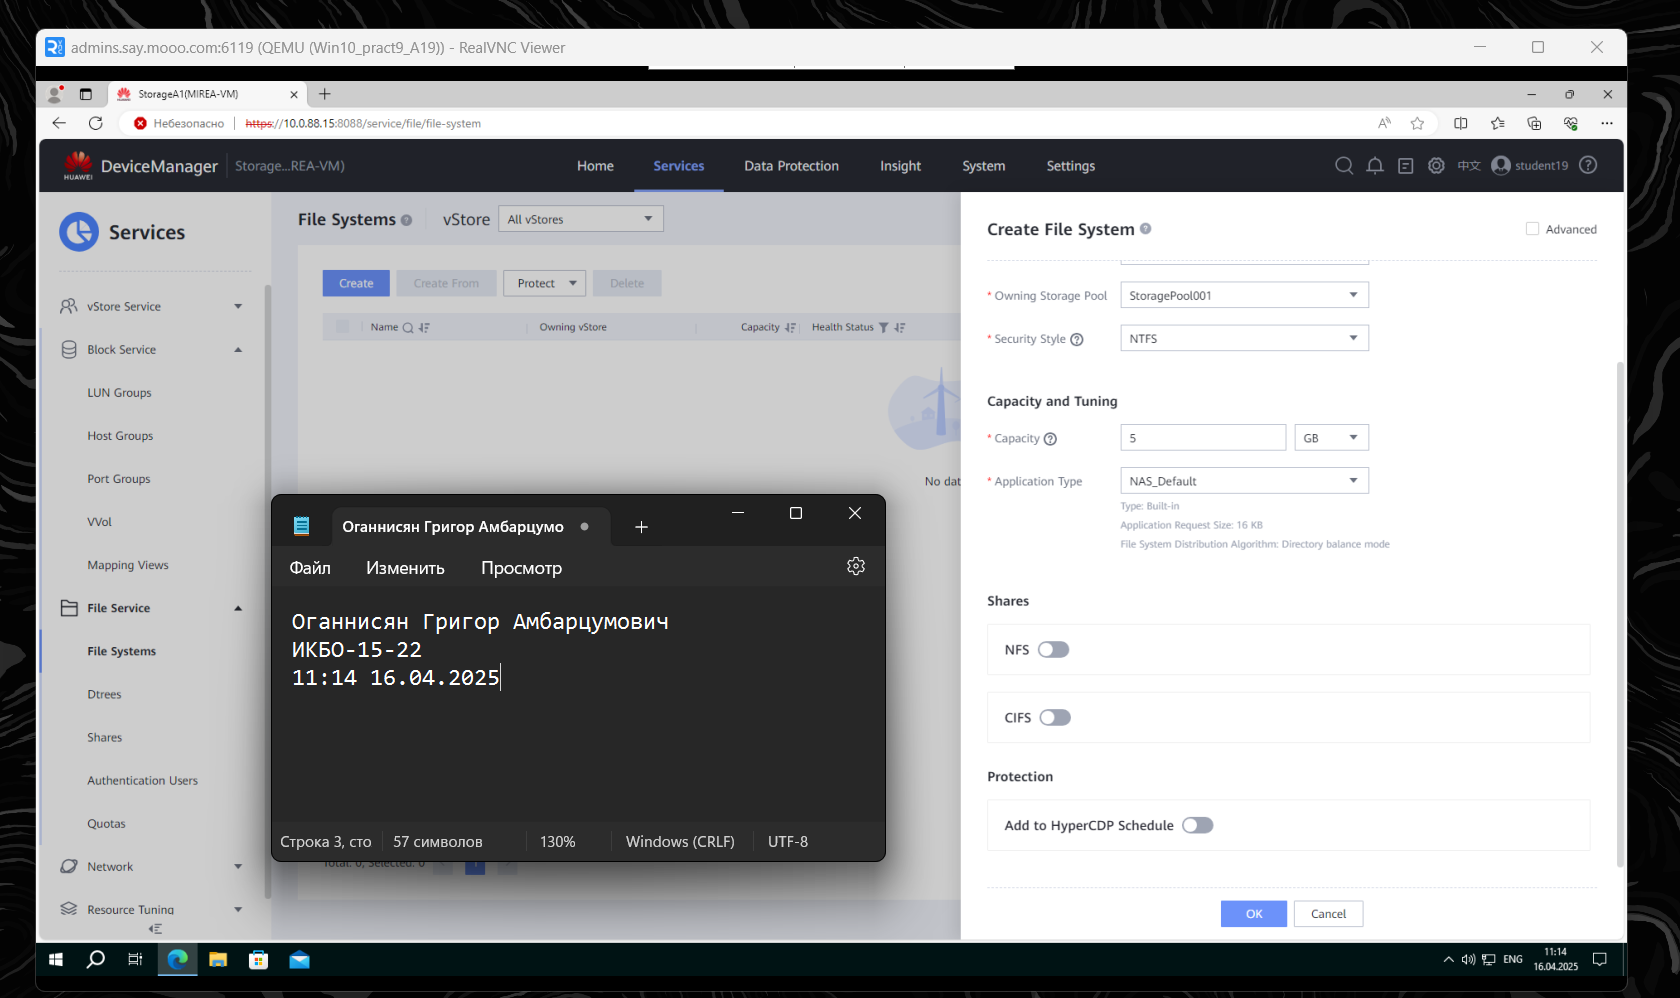 admins.say.mooo.com:6119 (QEMU (Win10_pract9_A19)) - RealVNC Viewer
StorageA1(MIREA-VM)
Небезопасно
https://10.0.88.15:8088/service/file/file-system
HUAWEI
DeviceManager
Storage...REA-VM)
Home
Services
Data Protection
Insight
System
Settings
中文
student19
Services
vStore Service
Block Service
LUN Groups
Host Groups
Port Groups
VVol
Mapping Views
File Service
File Systems
Dtrees
Shares
Authentication Users
Quotas
Network
Resource Tuning
File Systems
vStore
All vStores
Create
Create From
Protect
Delete
Name
Owning vStore
Capacity
Health Status
No dat
Total: 0, Selected: 0
Create File System
Advanced
* Owning Storage Pool
StoragePool001
* Security Style
NTFS
Capacity and Tuning
* Capacity
5
GB
* Application Type
NAS_Default
Type: Built-in
Application Request Size: 16 KB
File System Distribution Algorithm: Directory balance mode
Shares
NFS
CIFS
Protection
Add to HyperCDP Schedule
OK
Cancel
Оганнисян Григор Амбарцумо
Файл
Изменить
Просмотр
Оганнисян Григор Амбарцумович
ИКБО-15-22
11:14 16.04.2025
Строка 3, сто
57 символов
130%
Windows (CRLF)
UTF-8
ENG
11:14
16.04.2025